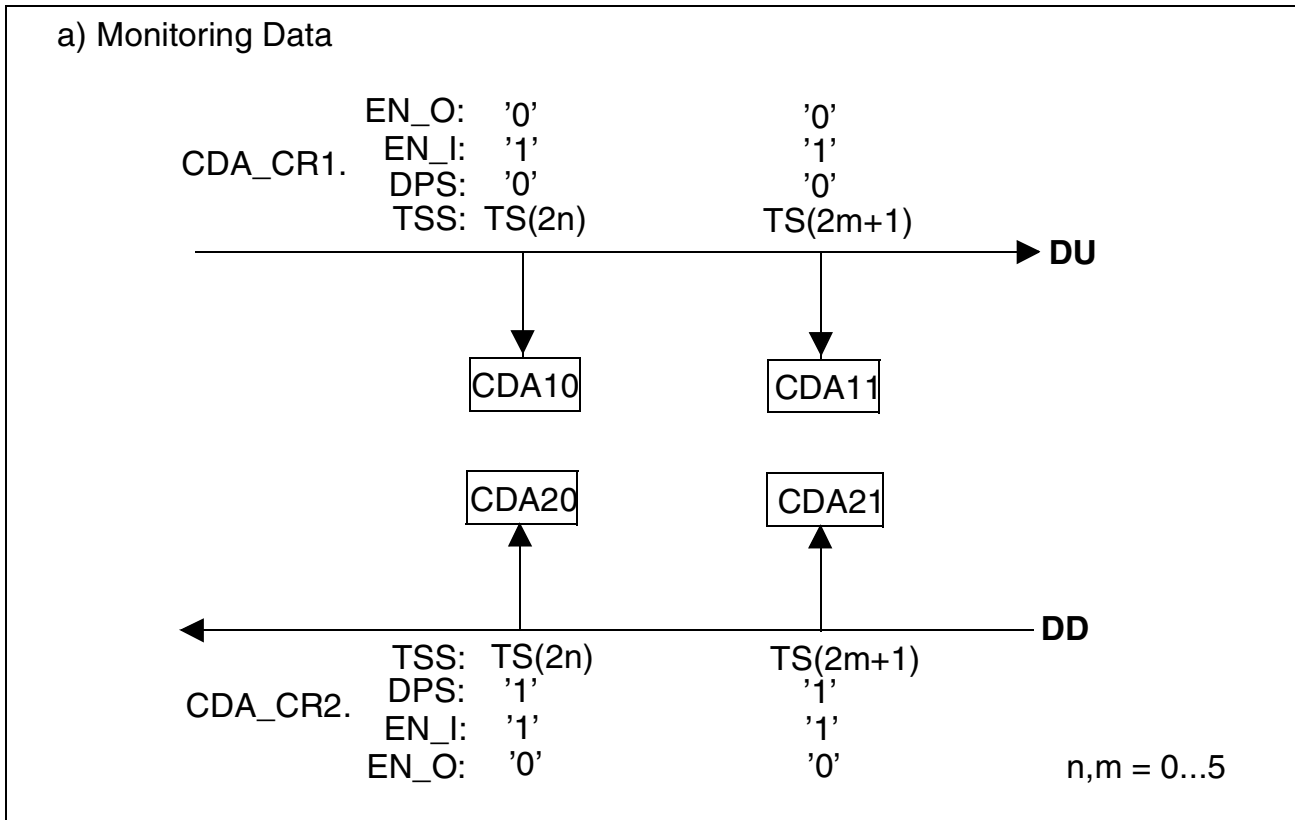 a) Monitoring Data
EN_O: ’0’ ’0’
EN_I: ’1’ ’1’
CDA_CR1.
DPS: ’0’ ’0’
TSS: TS(2n) TS(2m+1)
DU
CDA10 CDA11
CDA20 CDA21
DD
TSS: TS(2n) TS(2m+1)
DPS: ’1’ ’1’
CDA_CR2.
EN_I: ’1’ ’1’
EN_O: ’0’ ’0’ n,m = 0...5